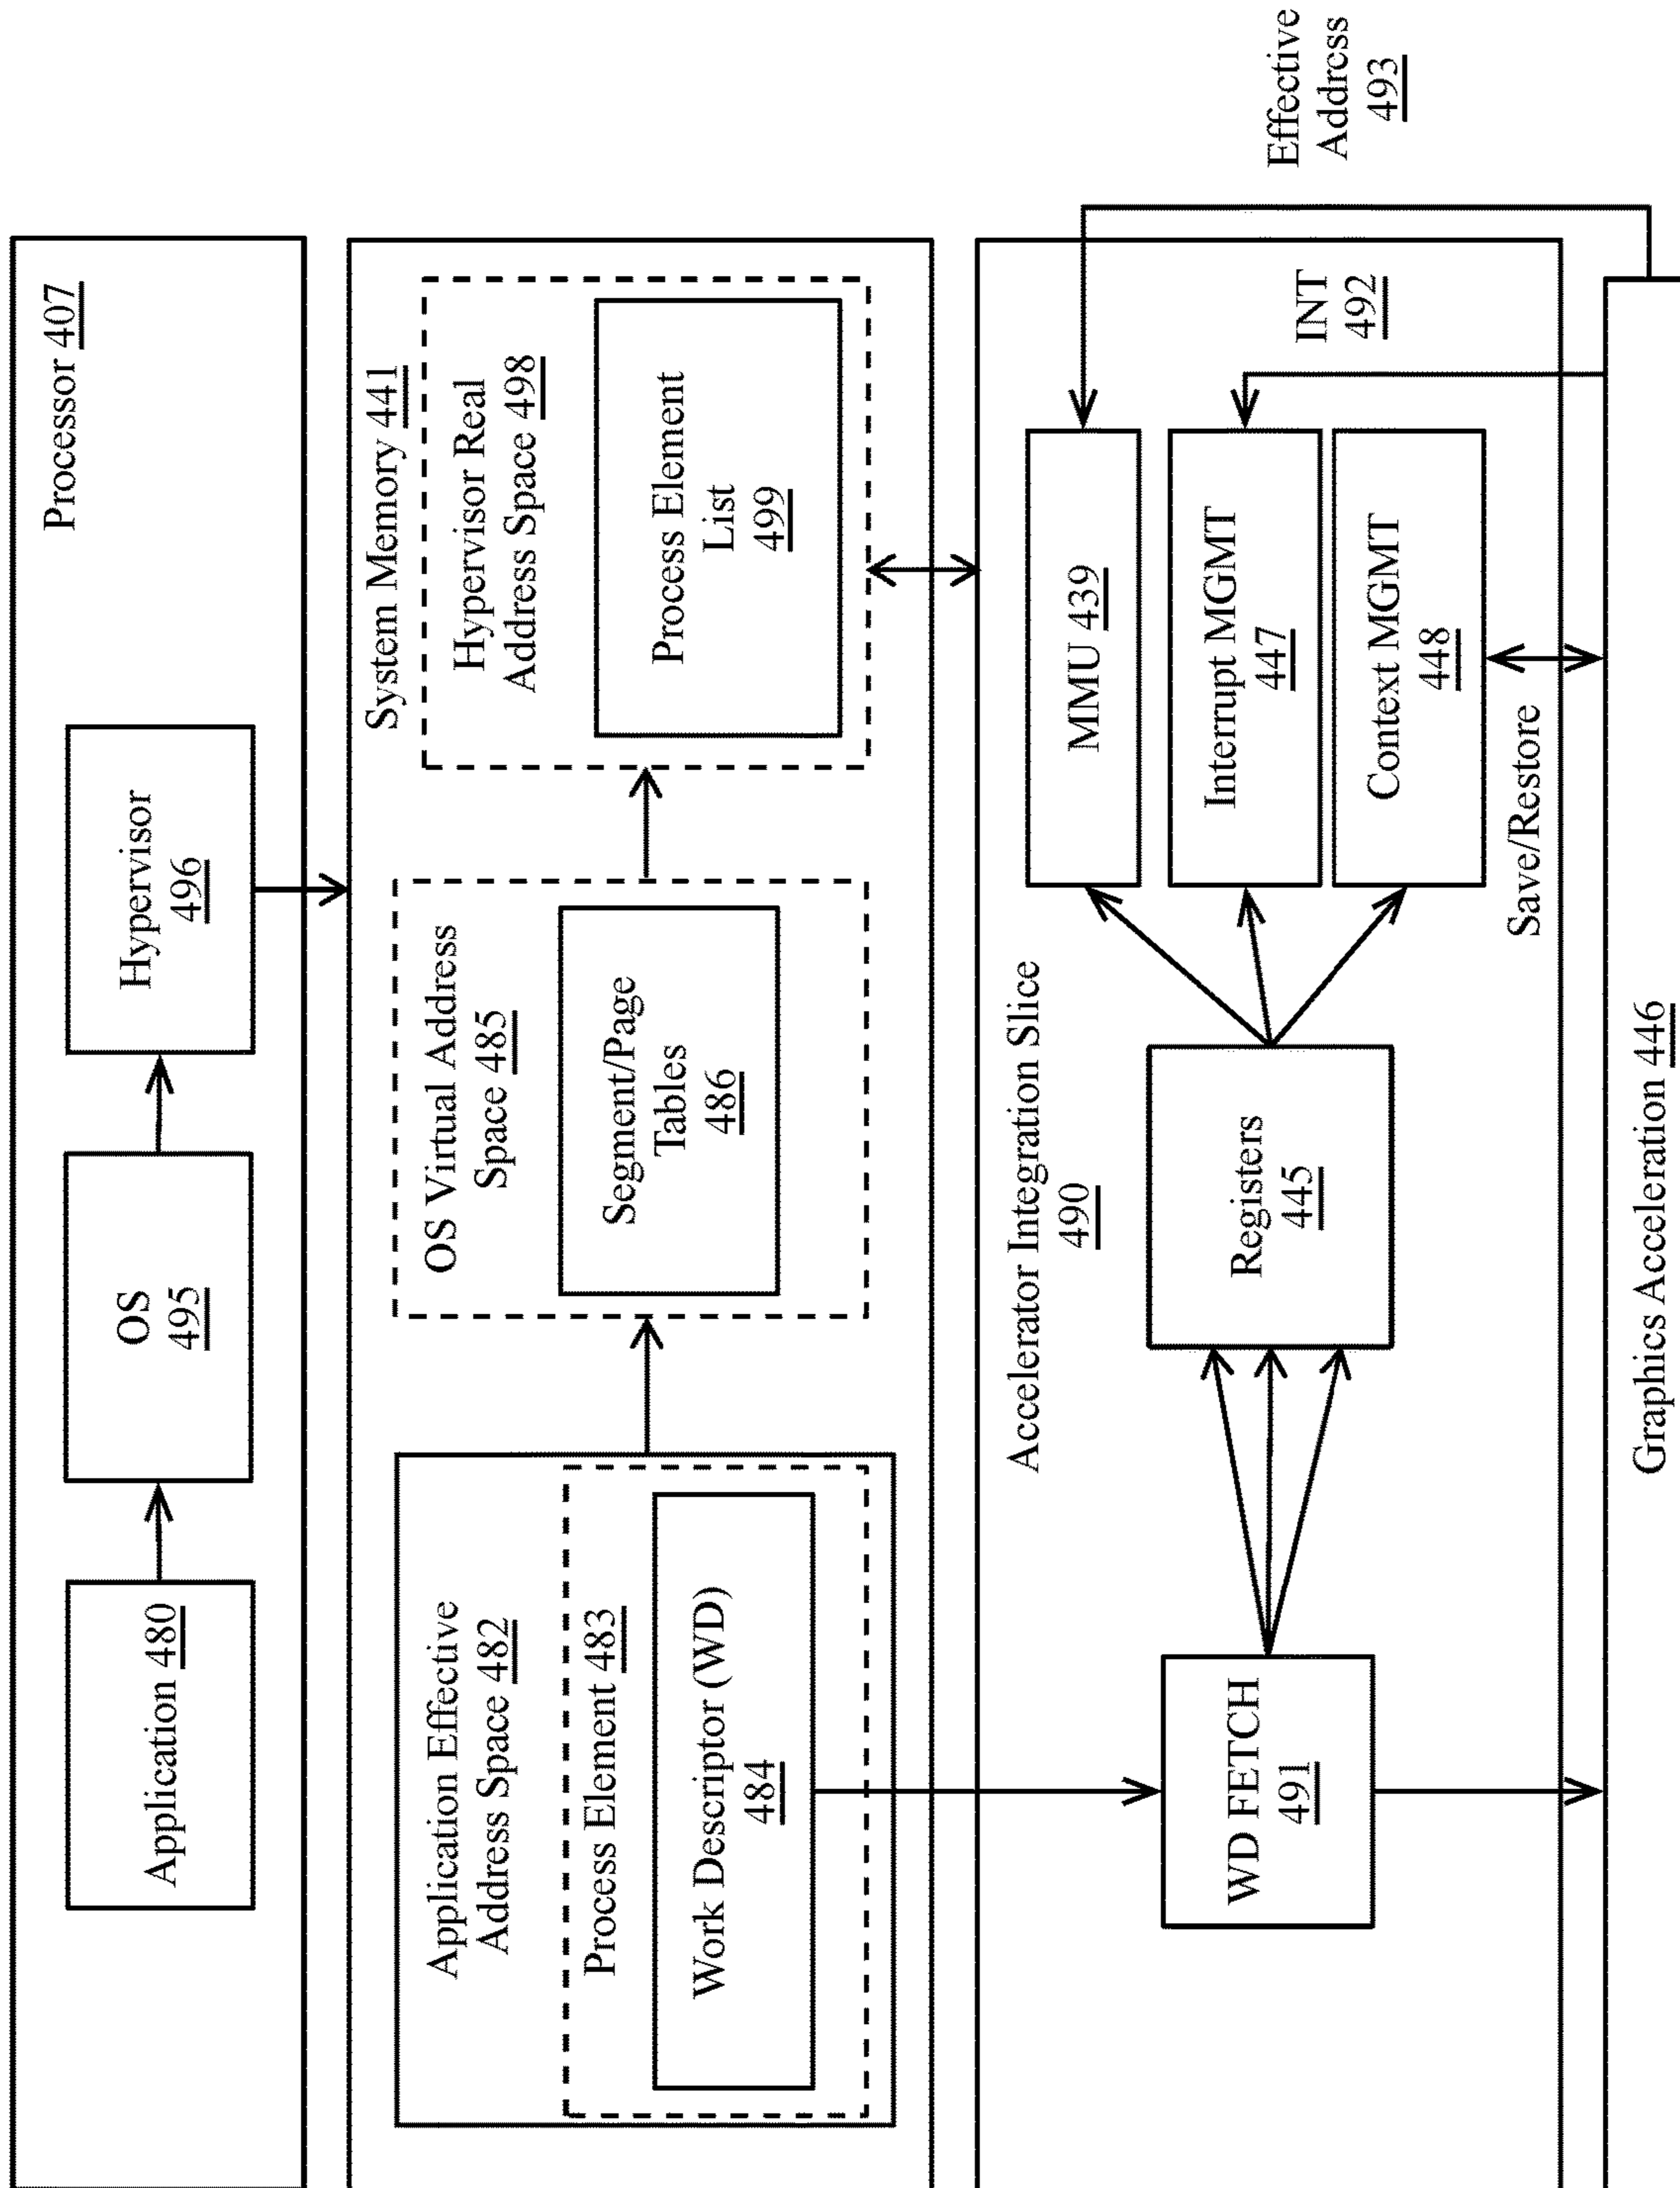 Processor 407
Application 480
OS
495
Hypervisor
496
System Memory 441
Application Effective
Address Space 482
Process Element 483
Work Descriptor (WD)
484
OS Virtual Address
Space 485
Segment/Page
Tables
486
Hypervisor Real
Address Space 498
Process Element
List
499
Accelerator Integration Slice
490
WD FETCH
491
Registers
445
MMU 439
Interrupt MGMT
447
Context MGMT
448
INT
492
Effective
Address
493
Save/Restore
Graphics Acceleration 446